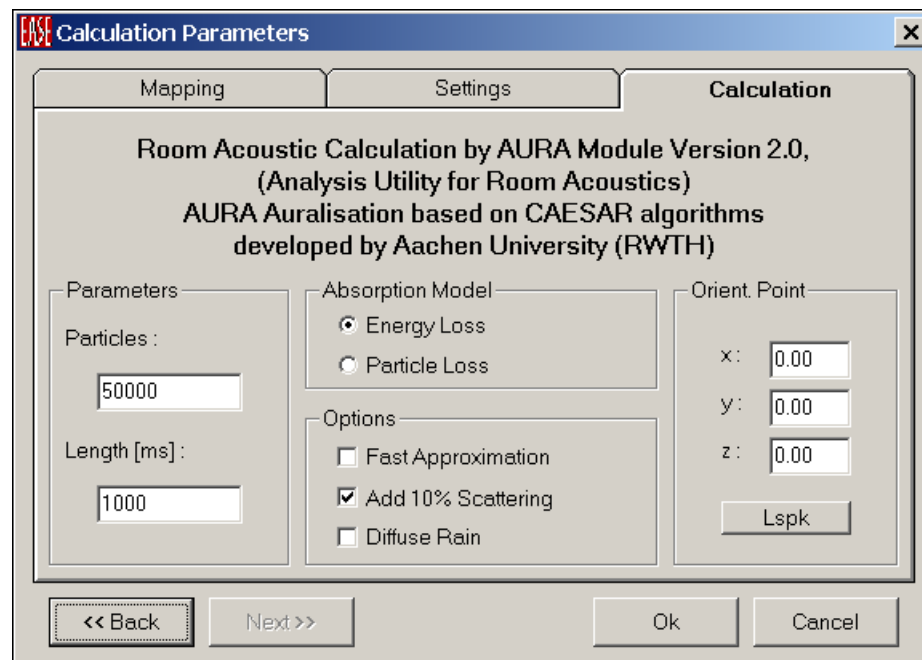 EASE Calculation Parameters
Mapping
Settings
Calculation
Room Acoustic Calculation by AURA Module Version 2.0,
(Analysis Utility for Room Acoustics)
AURA Auralisation based on CAESAR algorithms
developed by Aachen University (RWTH)
Parameters
Particles :
50000
Length [ms] :
1000
Absorption Model
Energy Loss
Particle Loss
Options
Fast Approximation
Add 10% Scattering
Diffuse Rain
Orient. Point
x : 0.00
y : 0.00
z : 0.00
Lspk
<< Back
Next >>
Ok
Cancel